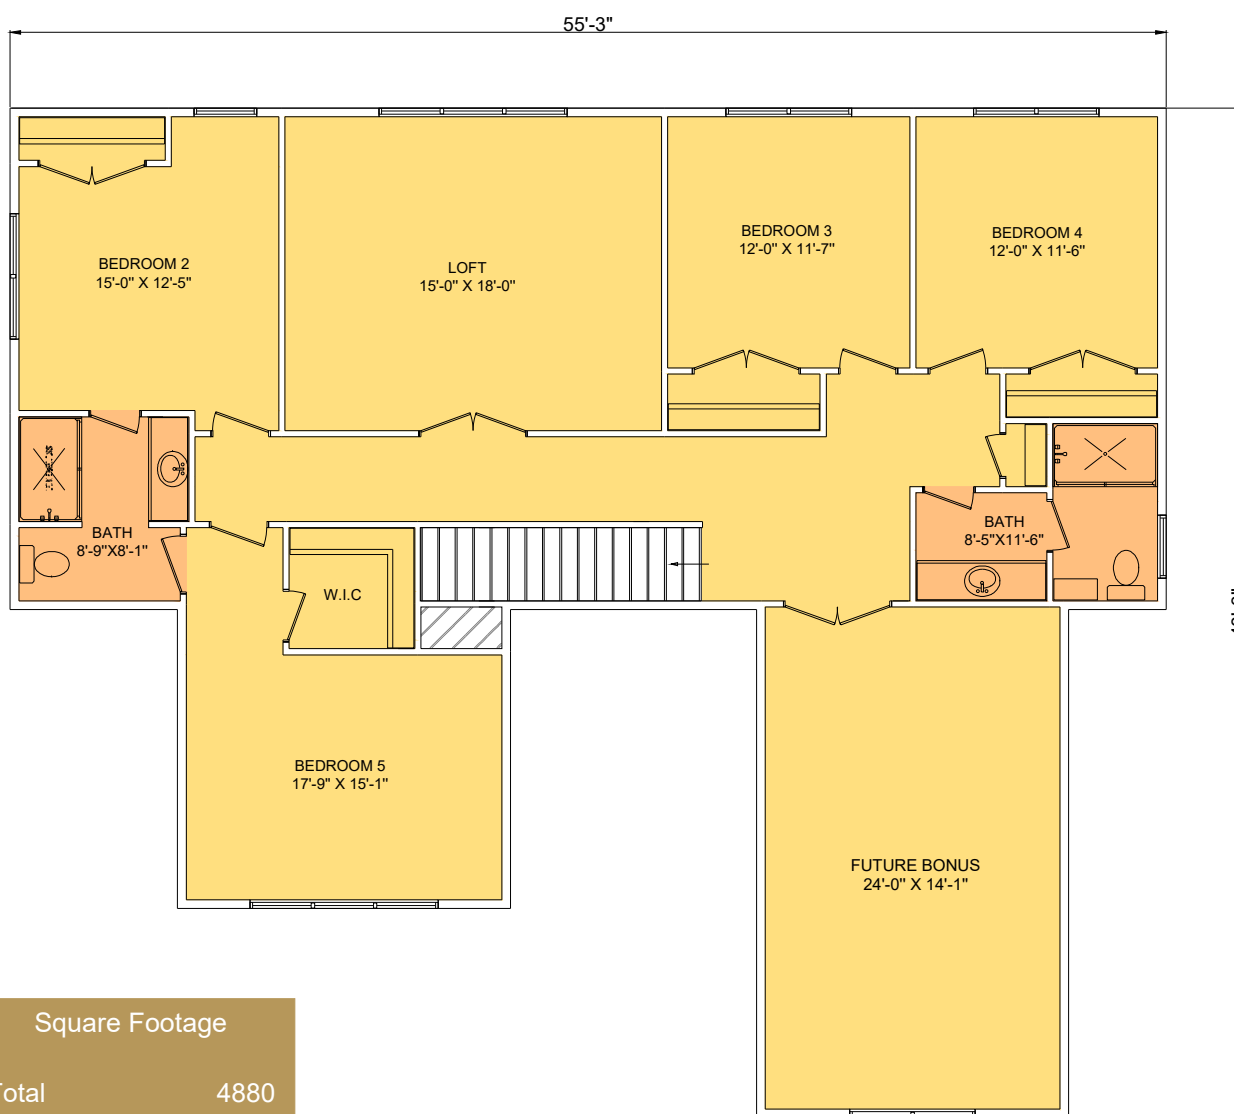 55'-3"
BEDROOM 2
15'-0" X 12'-5"
LOFT
15'-0" X 18'-0"
BEDROOM 3
12'-0" X 11'-7"
BEDROOM 4
12'-0" X 11'-6"
BATH
8'-9"X8'-1"
W.I.C
BATH
8'-5"X11'-6"
BEDROOM 5
17'-9" X 15'-1"
FUTURE BONUS
24'-0" X 14'-1"
Square Footage
Total 4880